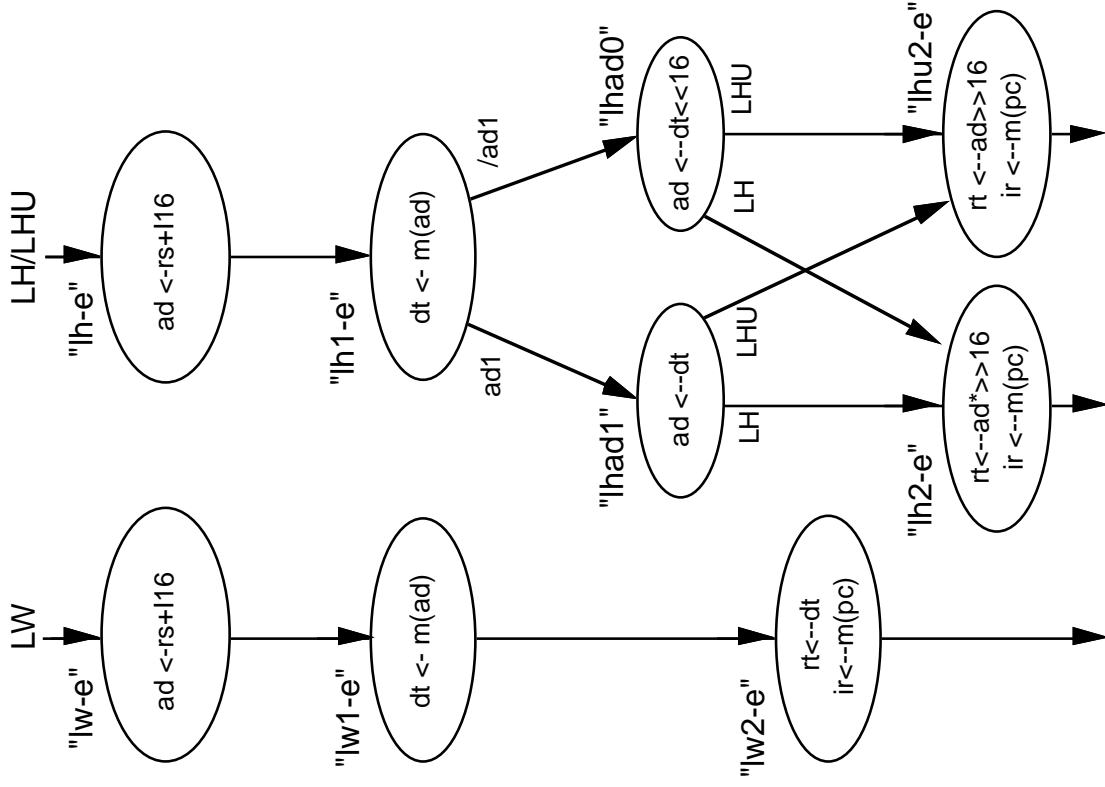 LW
"lw-e"
ad <-rs+I16
"lw1-e"
dt <- m(ad)
"lw2-e"
rt<--dt
ir<--m(pc)
LH/LHU
"lh-e"
ad <-rs+I16
"lh1-e"
dt <- m(ad)
ad1
/ad1
"lhad1"
ad <--dt
LH
LHU
"lhad0"
ad <--dt<<16
LH
LHU
"lh2-e"
rt<--ad*>>16
ir <--m(pc)
"lhu2-e"
rt <--ad>>16
ir <--m(pc)